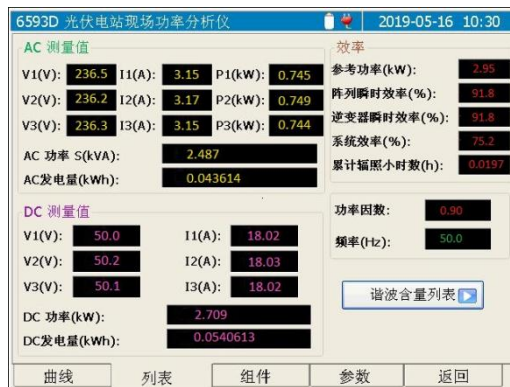 6593D 光伏电站现场功率分析仪 2019-05-16 10:30
AC 测量值
V1(V): 236.5 I1(A): 3.15 P1(kW): 0.745
V2(V): 236.2 I2(A): 3.17 P2(kW): 0.749
V3(V): 236.3 I3(A): 3.15 P3(kW): 0.744
AC 功率 S(kVA): 2.487
AC发电量(kWh): 0.043614
效率
参考功率(kW): 2.95
阵列瞬时效率(%): 91.8
逆变器瞬时效率(%): 91.8
系统效率(%): 75.2
累计辐照小时数(h): 0.0197
DC 测量值
V1(V): 50.0 I1(A): 18.02
V2(V): 50.2 I2(A): 18.03
V3(V): 50.1 I3(A): 18.02
DC 功率(kW): 2.709
DC发电量(kWh): 0.0540613
功率因数: 0.90
频率(Hz): 50.0
谐波含量列表
曲线 列表 组件 参数 返回